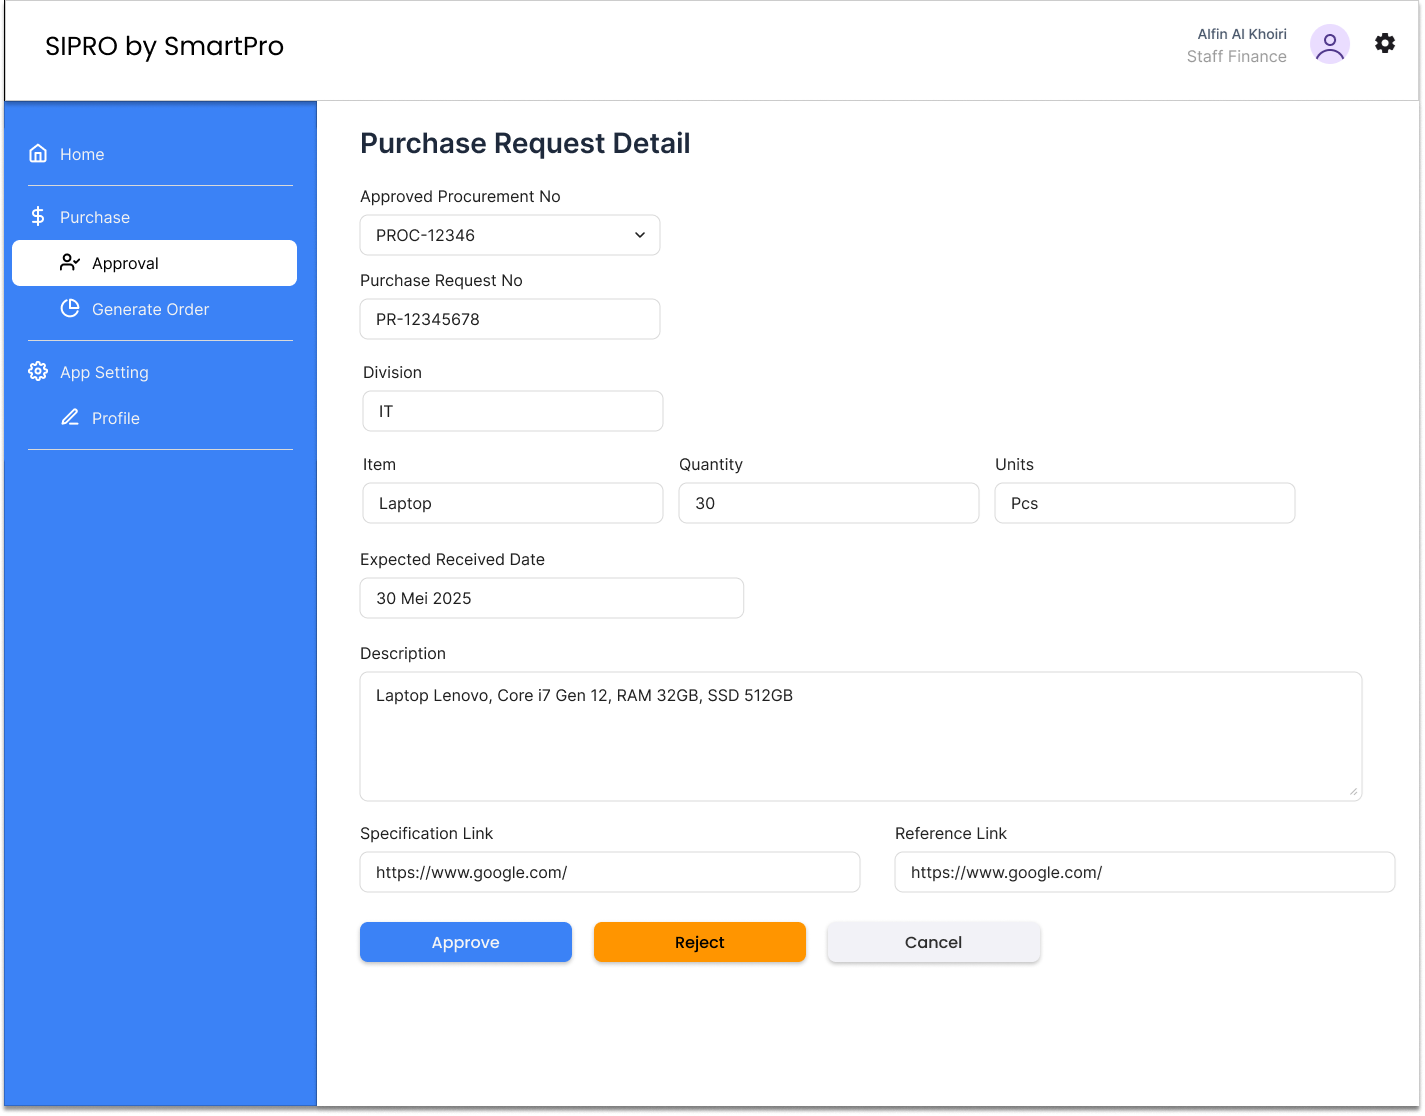 SIPRO by SmartPro
Alfin Al Khoiri
Staff Finance
Home
Purchase
Approval
Generate Order
App Setting
Profile
Purchase Request Detail
Approved Procurement No
PROC-12346
Purchase Request No
PR-12345678
Division
IT
Item Quantity Units
Laptop 30 Pcs
Expected Received Date
30 Mei 2025
Description
Laptop Lenovo, Core i7 Gen 12, RAM 32GB, SSD 512GB
Specification Link Reference Link
https://www.google.com/ https://www.google.com/
Approve Reject Cancel